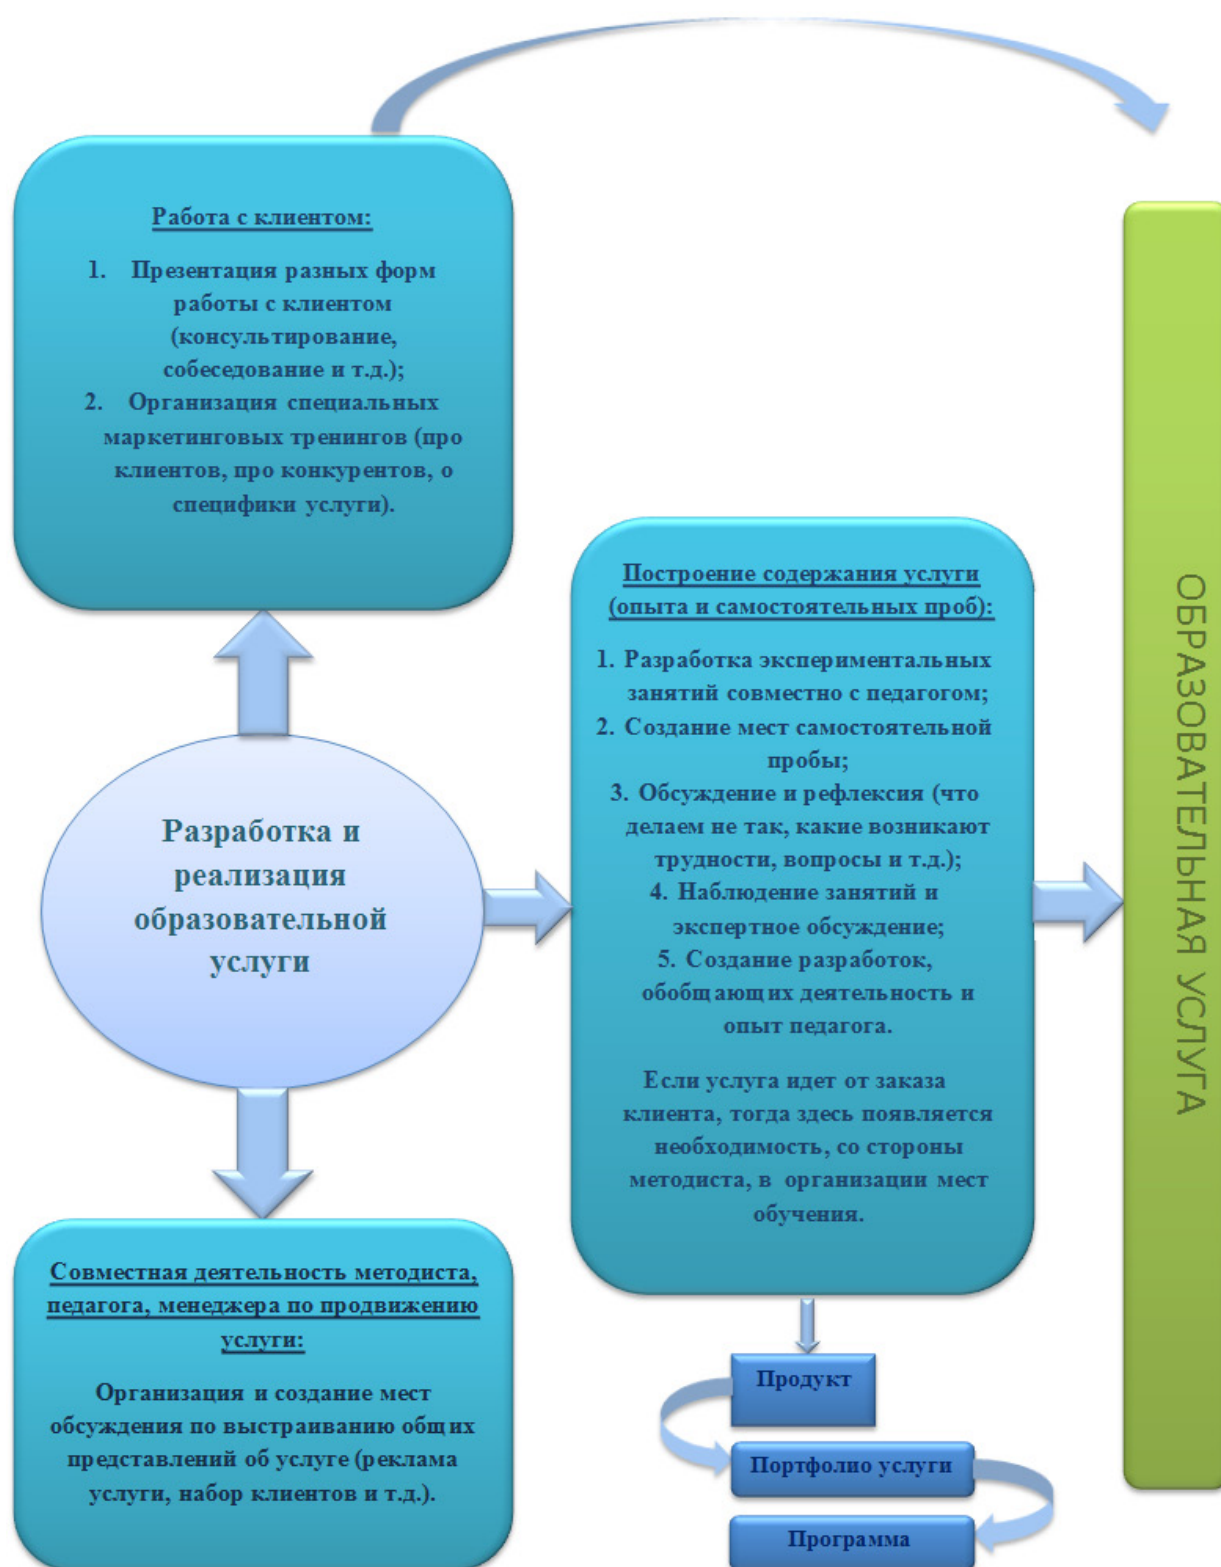 Работа с клиентом:
1. Презентация разных форм
работы с клиентом
(консультирование,
собеседование и т.д.);
2. Организация специальных
маркетинговых тренингов (про
клиентов, про конкурентов, о
специфики услуги).
Разработка и
реализация
образовательной
услуги
Совместная деятельность методиста,
педагога, менеджера по продвижению
услуги:
Организация и создание мест
обсуждения по выстраиванию общих
представлений об услуге (реклама
услуги, набор клиентов и т.д.).
Построение содержания услуги
(опыта и самостоятельных проб):
1. Разработка экспериментальных
занятий совместно с педагогом;
2. Создание мест самостоятельной
пробы;
3. Обсуждение и рефлексия (что
делаем не так, какие возникают
трудности, вопросы и т.д.);
4. Наблюдение занятий и
экспертное обсуждение;
5. Создание разработок,
обобщающих деятельность и
опыт педагога.
Если услуга идет от заказа
клиента, тогда здесь появляется
необходимость, со стороны
методиста, в организации мест
обучения.
Продукт
Портфолио услуги
Программа
ОБРАЗОВАТЕЛЬНАЯ УСЛУГА